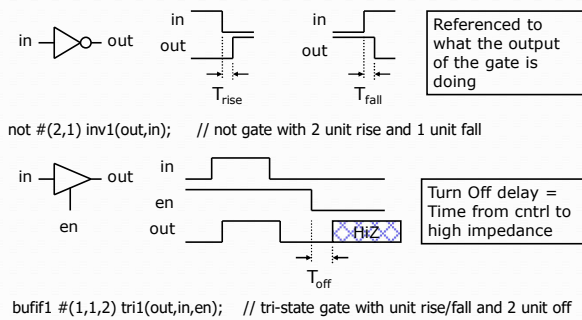 in
out
in
out
T_rise
in
out
T_fall
Referenced to
what the output
of the gate is
doing
not #(2,1) inv1(out,in); // not gate with 2 unit rise and 1 unit fall
in
out
en
in
en
out
HiZ
T_off
Turn Off delay =
Time from cntrl to
high impedance
bufif1 #(1,1,2) tri1(out,in,en); // tri-state gate with unit rise/fall and 2 unit off